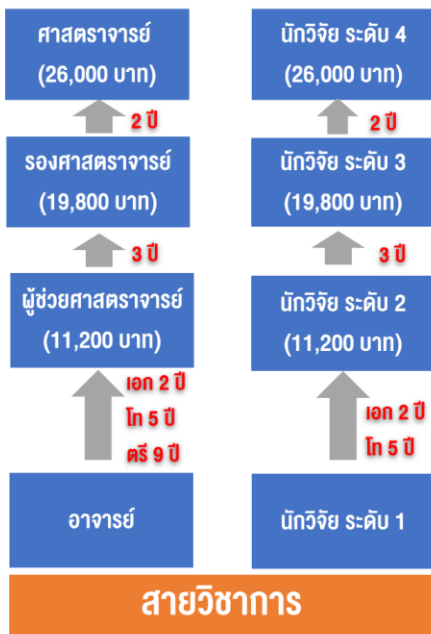 ศาสตราจารย์
(26,000 บาท)
2 ปี
รองศาสตราจารย์
(19,800 บาท)
3 ปี
ผู้ช่วยศาสตราจารย์
(11,200 บาท)
เอก 2 ปี
โท 5 ปี
ตรี 9 ปี
อาจารย์
นักวิจัย ระดับ 4
(26,000 บาท)
2 ปี
นักวิจัย ระดับ 3
(19,800 บาท)
3 ปี
นักวิจัย ระดับ 2
(11,200 บาท)
เอก 2 ปี
โท 5 ปี
นักวิจัย ระดับ 1
สายวิชาการ